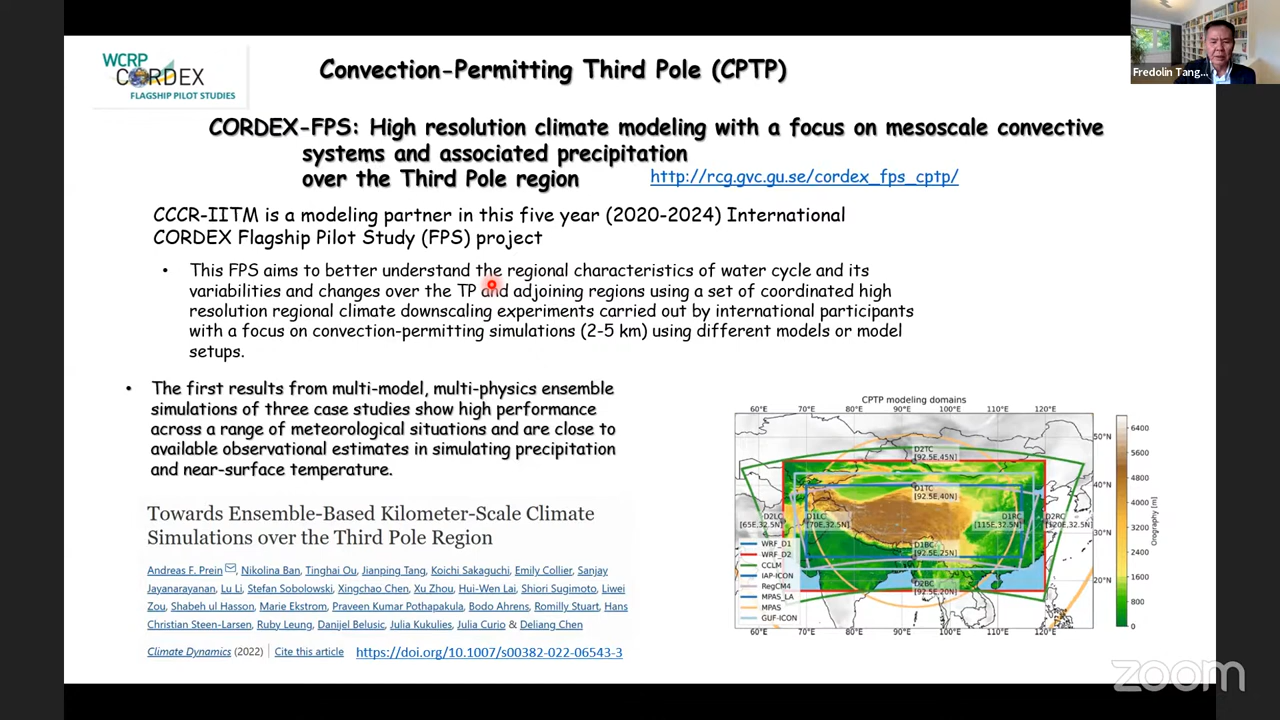 WCRP
CORDEX
FLAGSHIP PILOT STUDIES
Convection-Permitting Third Pole (CPTP)
Fredolin Tang...
CORDEX-FPS: High resolution climate modeling with a focus on mesoscale convective
systems and associated precipitation
over the Third Pole region
http://rcg.gvc.gu.se/cordex_fps_cptp/
CCCR-IITM is a modeling partner in this five year (2020-2024) International
CORDEX Flagship Pilot Study (FPS) project
• This FPS aims to better understand the regional characteristics of water cycle and its
variabilities and changes over the TP and adjoining regions using a set of coordinated high
resolution regional climate downscaling experiments carried out by international participants
with a focus on convection-permitting simulations (2-5 km) using different models or model
setups.
• The first results from multi-model, multi-physics ensemble
simulations of three case studies show high performance
across a range of meteorological situations and are close to
available observational estimates in simulating precipitation
and near-surface temperature.
Towards Ensemble-Based Kilometer-Scale Climate
Simulations over the Third Pole Region
Andreas F. Prein, Nikolina Ban, Tinghai Ou, Jianping Tang, Koichi Sakaguchi, Emily Collier, Sanjay
Jayanarayanan, Lu Li, Stefan Sobolowski, Xingchao Chen, Xu Zhou, Hui-Wen Lai, Shiori Sugimoto, Liwei
Zou, Shabeh ul Hasson, Marie Ekstrom, Praveen Kumar Pothapakula, Bodo Ahrens, Romilly Stuart, Hans
Christian Steen-Larsen, Ruby Leung, Danijel Belusic, Julia Kukulies, Julia Curio & Deliang Chen
Climate Dynamics (2022) | Cite this article
https://doi.org/10.1007/s00382-022-06543-3
CPTP modeling domains
60°E 70°E 80°E 90°E 100°E 110°E 120°E
50°N
40°N
30°N
20°N
D2TC
[92.5E,45N]
D1TC
[92.5E,40N]
D2LC
[65E,32.5N]
D1LC
[70E,32.5N]
D1RC
[115E,32.5N]
D2RC
[120E,32.5N]
D1BC
[92.5E,25N]
D2BC
[92.5E,20N]
WRF_D1
WRF_D2
CCLM
IAP-ICON
RegCM4
MPAS_LA
MPAS
GUF-ICON
60°E 70°E 80°E 90°E 100°E 110°E 120°E
6400
4800
4000
3200
2400
1600
800
0
Orography [m]
zoom